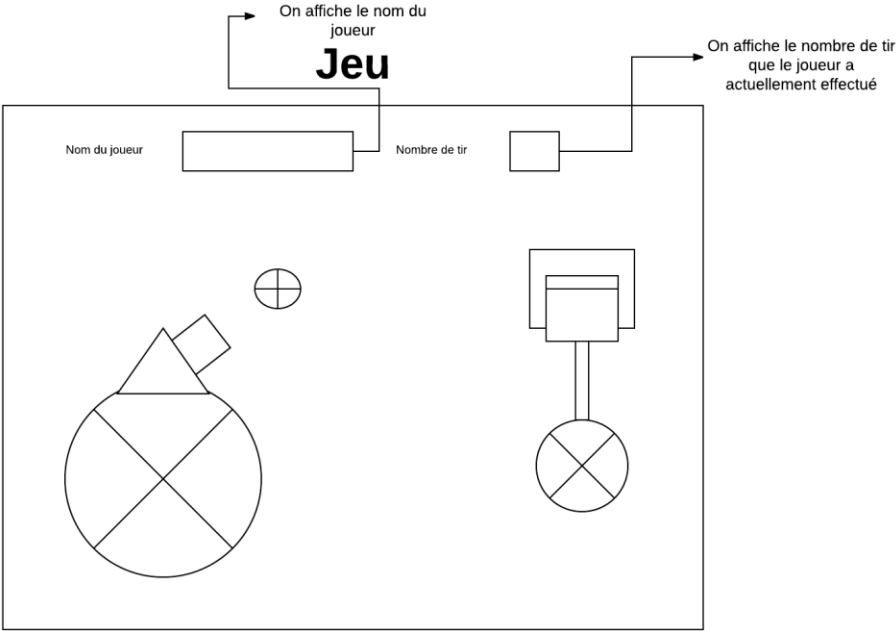 On affiche le nom du
joueur
Jeu
On affiche le nombre de tir
que le joueur a
actuellement effectué
Nom du joueur
Nombre de tir